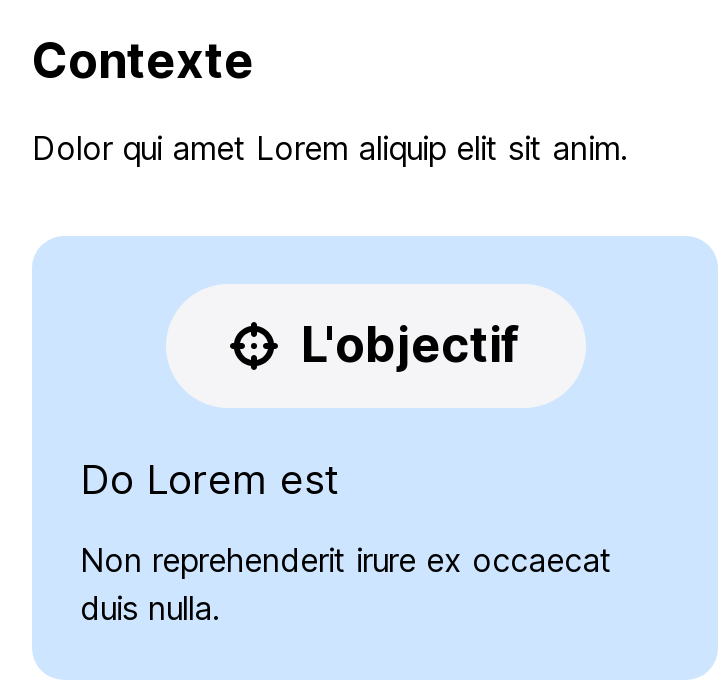 Contexte
Dolor qui amet Lorem aliquip elit sit anim.
L'objectif
Do Lorem est
Non reprehenderit irure ex occaecat
duis nulla.